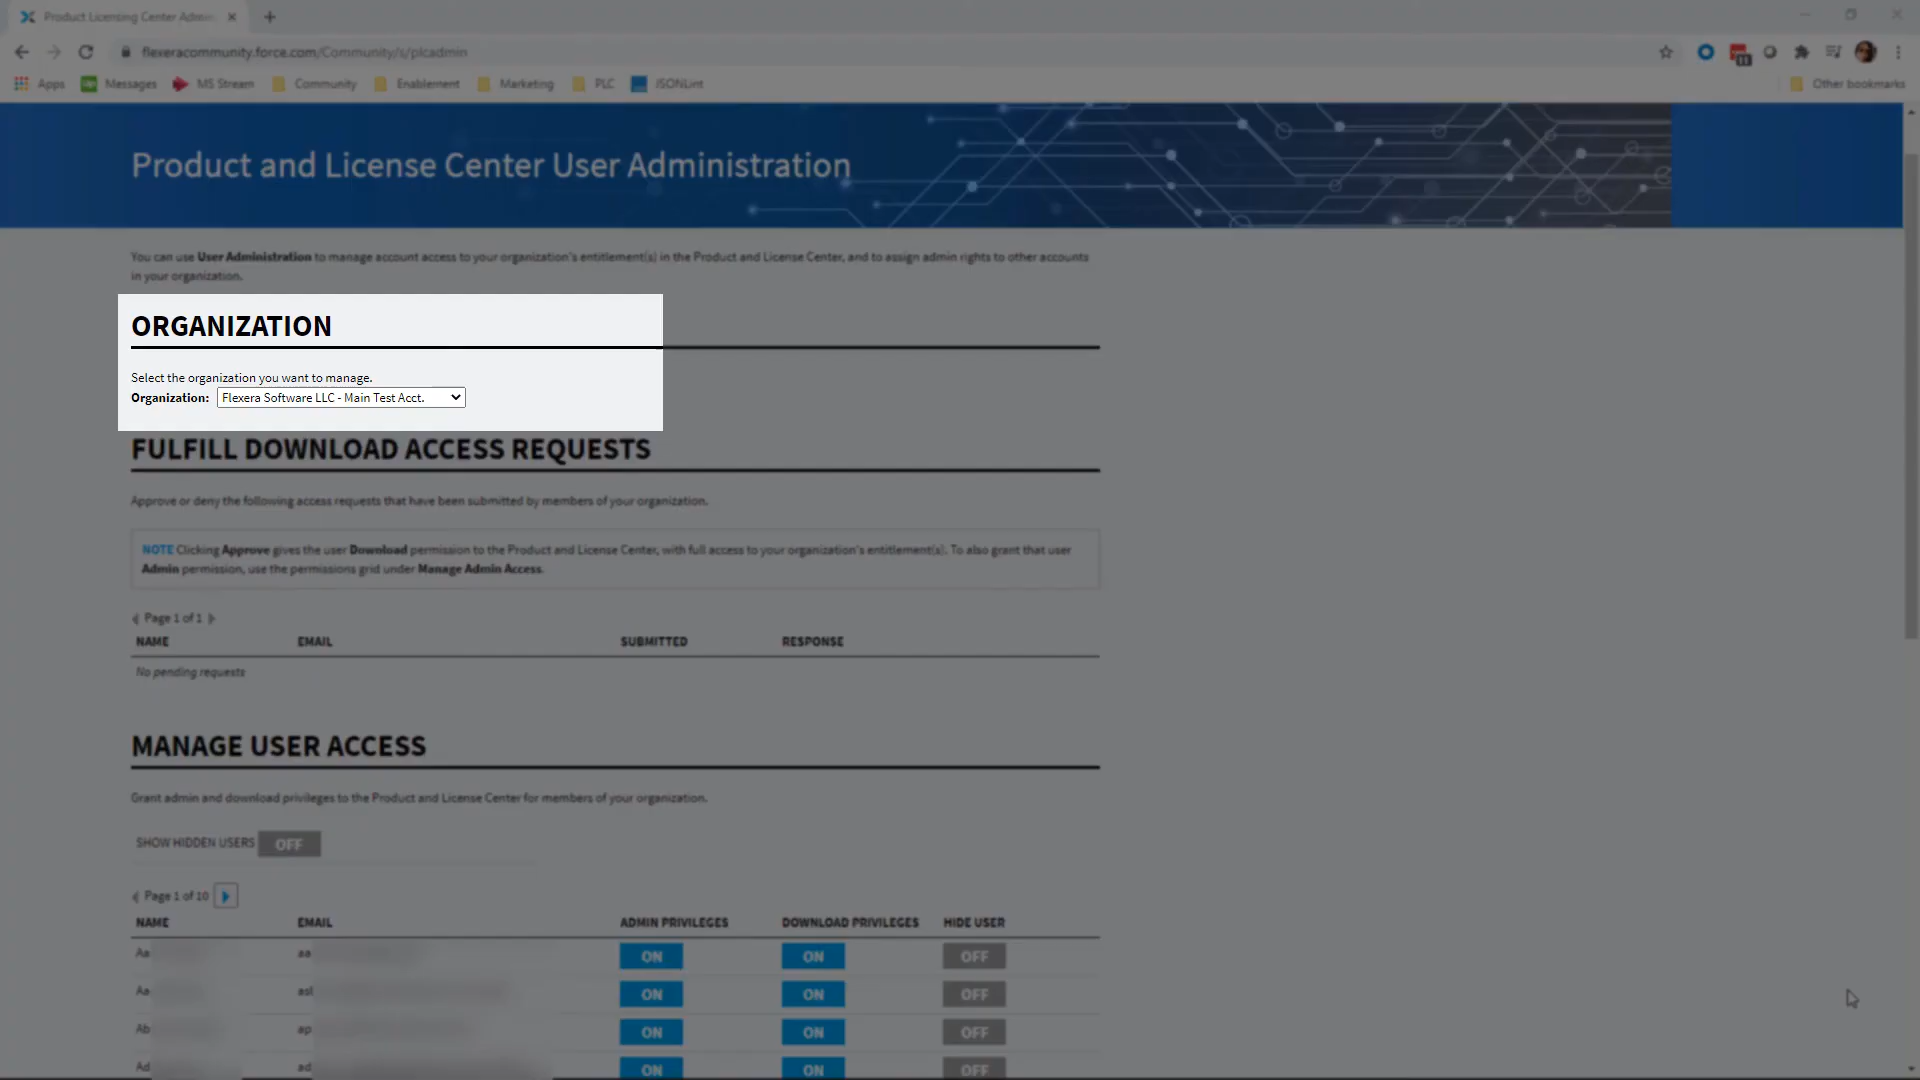 Product Licensing Center Admin
flexeracommunity.force.com/Community/s/plcadmin
Apps Messages MS Stream Community Enablement Marketing PLC JSONLint Other bookmarks
Product and License Center User Administration
You can use User Administration to manage account access to your organization's entitlement(s) in the Product and License Center, and to assign admin rights to other accounts
in your organization.
ORGANIZATION
Select the organization you want to manage.
Organization: Flexera Software LLC - Main Test Acct.
FULFILL DOWNLOAD ACCESS REQUESTS
Approve or deny the following access requests that have been submitted by members of your organization.
NOTE Clicking Approve gives the user Download permission to the Product and License Center, with full access to your organization's entitlement(s). To also grant that user
Admin permission, use the permissions grid under Manage Admin Access.
Page 1 of 1
NAME EMAIL SUBMITTED RESPONSE
No pending requests
MANAGE USER ACCESS
Grant admin and download privileges to the Product and License Center for members of your organization.
SHOW HIDDEN USERS OFF
Page 1 of 10
NAME EMAIL ADMIN PRIVILEGES DOWNLOAD PRIVILEGES HIDE USER
Aa aa ON ON OFF
Aa asl ON ON OFF
Ab ap ON ON OFF
Ad ad ON ON OFF